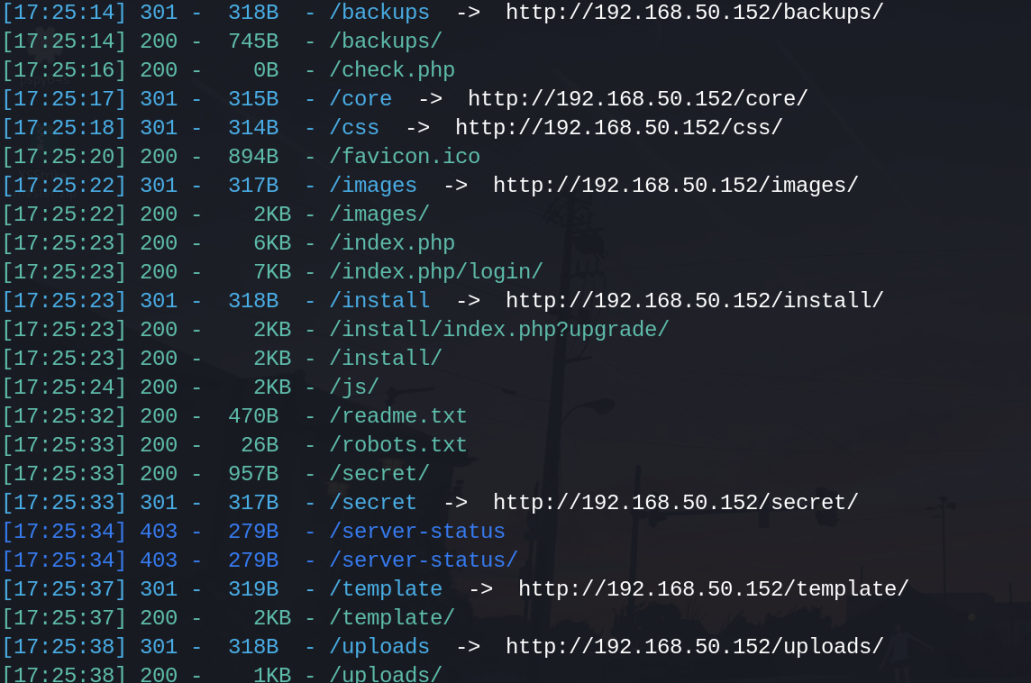 [17:25:14] 301 -  318B  - /backups  ->  http://192.168.50.152/backups/
[17:25:14] 200 -  745B  - /backups/
[17:25:16] 200 -    0B  - /check.php
[17:25:17] 301 -  315B  - /core  ->  http://192.168.50.152/core/
[17:25:18] 301 -  314B  - /css  ->  http://192.168.50.152/css/
[17:25:20] 200 -  894B  - /favicon.ico
[17:25:22] 301 -  317B  - /images  ->  http://192.168.50.152/images/
[17:25:22] 200 -    2KB - /images/
[17:25:23] 200 -    6KB - /index.php
[17:25:23] 200 -    7KB - /index.php/login/
[17:25:23] 301 -  318B  - /install  ->  http://192.168.50.152/install/
[17:25:23] 200 -    2KB - /install/index.php?upgrade/
[17:25:23] 200 -    2KB - /install/
[17:25:24] 200 -    2KB - /js/
[17:25:32] 200 -  470B  - /readme.txt
[17:25:33] 200 -   26B  - /robots.txt
[17:25:33] 200 -  957B  - /secret/
[17:25:33] 301 -  317B  - /secret  ->  http://192.168.50.152/secret/
[17:25:34] 403 -  279B  - /server-status
[17:25:34] 403 -  279B  - /server-status/
[17:25:37] 301 -  319B  - /template  ->  http://192.168.50.152/template/
[17:25:37] 200 -    2KB - /template/
[17:25:38] 301 -  318B  - /uploads  ->  http://192.168.50.152/uploads/
[17:25:38] 200 -    1KB - /uploads/